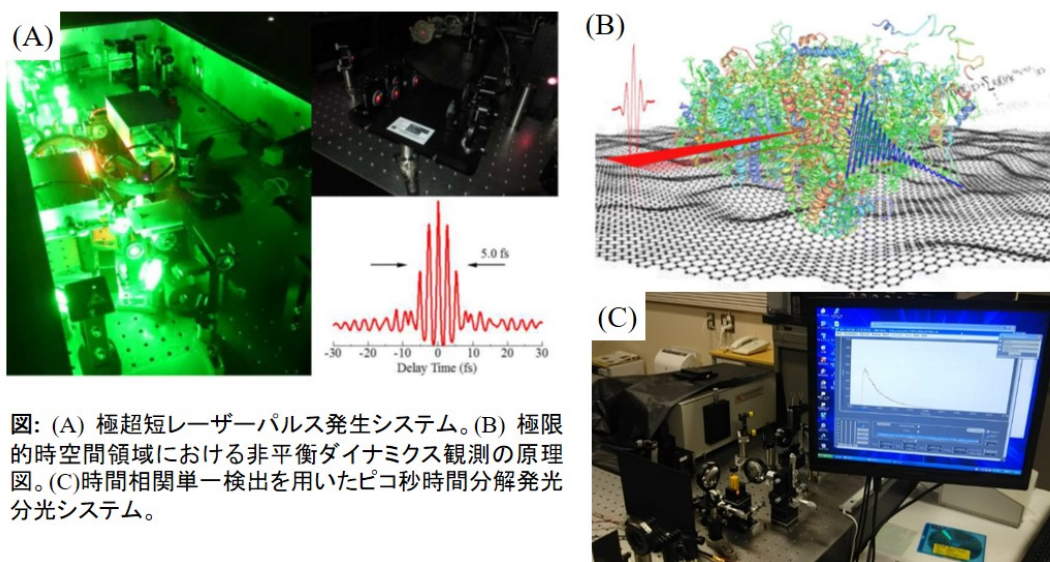 (A)
5.0 fs
-30 -20 -10 0 10 20 30
Delay Time (fs)
(B)
(C)
図: (A) 極超短レーザーパルス発生システム。(B) 極限
的時空間領域における非平衡ダイナミクス観測の原理
図。(C)時間相関単一検出を用いたピコ秒時間分解発光
分光システム。